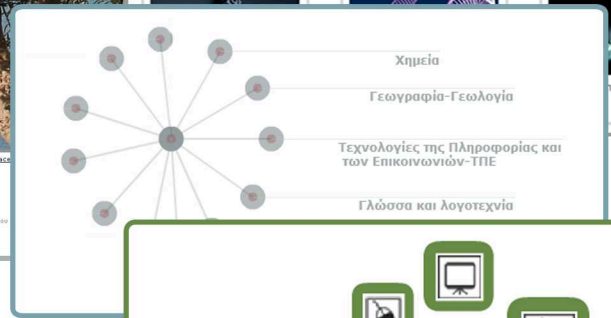 Χημεία
Γεωγραφία-Γεωλογία
Τεχνολογίες της Πληροφορίας και
των Επικοινωνιών-ΤΠΕ
Γλώσσα και λογοτεχνία